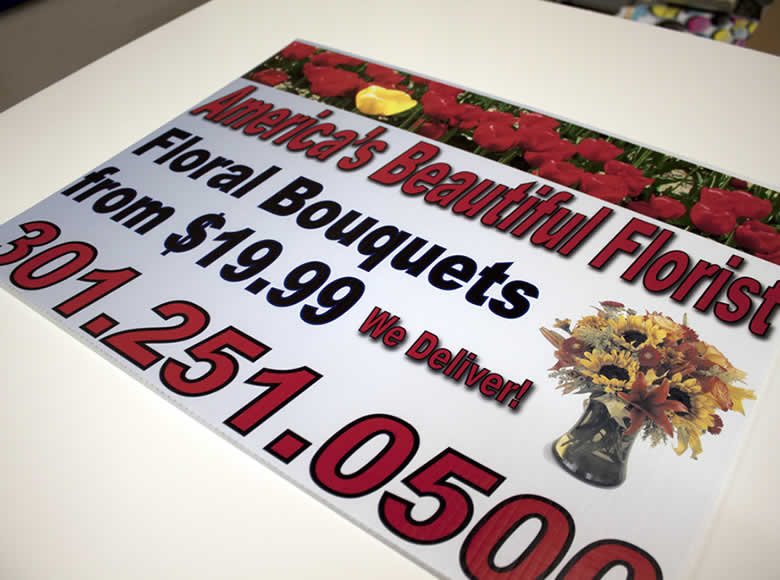 America's Beautiful Florist
Floral Bouquets
from $19.99 We Deliver!
301.251.0500